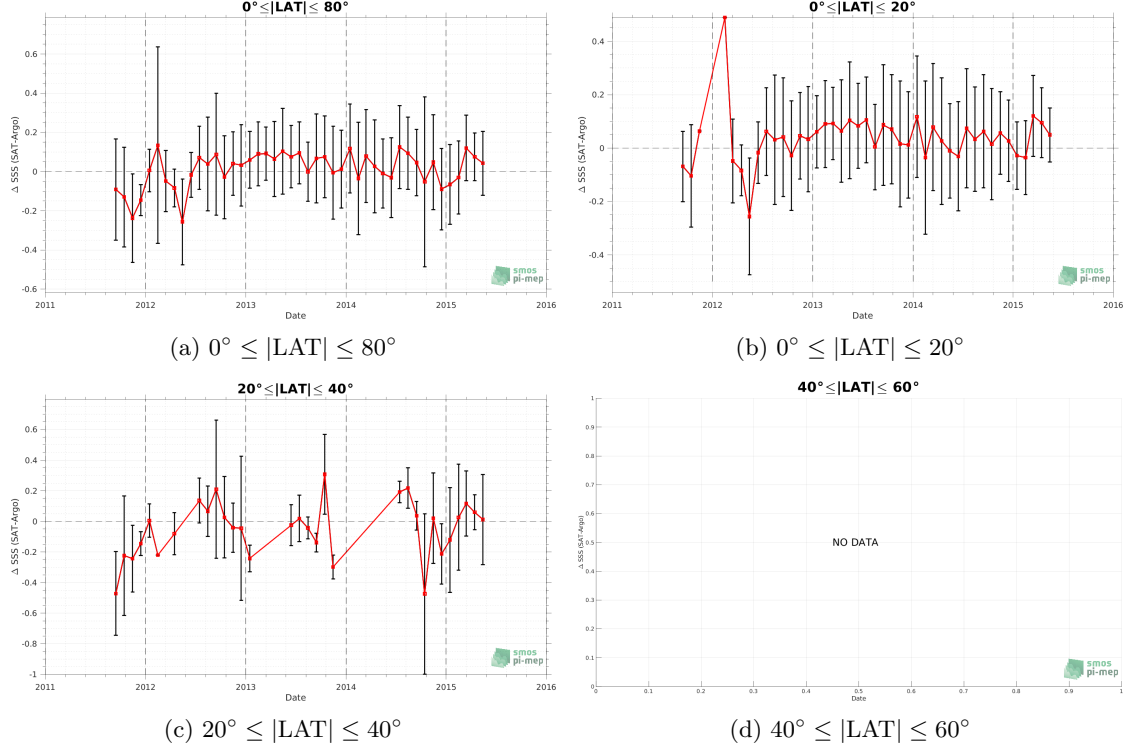 0°≤|LAT|≤ 80°
Δ SSS (SAT-Argo)
0.6
0.4
0.2
0
-0.2
-0.4
-0.6
2011 2012 2013 2014 2015 2016
Date
smos
pi-mep
(a) 0° ≤ |LAT| ≤ 80°
0°≤|LAT|≤ 20°
Δ SSS (SAT-Argo)
0.4
0.2
0
-0.2
-0.4
2011 2012 2013 2014 2015 2016
Date
smos
pi-mep
(b) 0° ≤ |LAT| ≤ 20°
20°≤|LAT|≤ 40°
Δ SSS (SAT-Argo)
0.6
0.4
0.2
0
-0.2
-0.4
-0.6
-0.8
-1
2011 2012 2013 2014 2015 2016
Date
smos
pi-mep
(c) 20° ≤ |LAT| ≤ 40°
40°≤|LAT|≤ 60°
Δ SSS (SAT-Argo)
1
0.9
0.8
0.7
0.6
0.5
0.4
0.3
0.2
0.1
0
NO DATA
0 0.1 0.2 0.3 0.4 0.5 0.6 0.7 0.8 0.9 1
Date
smos
pi-mep
(d) 40° ≤ |LAT| ≤ 60°